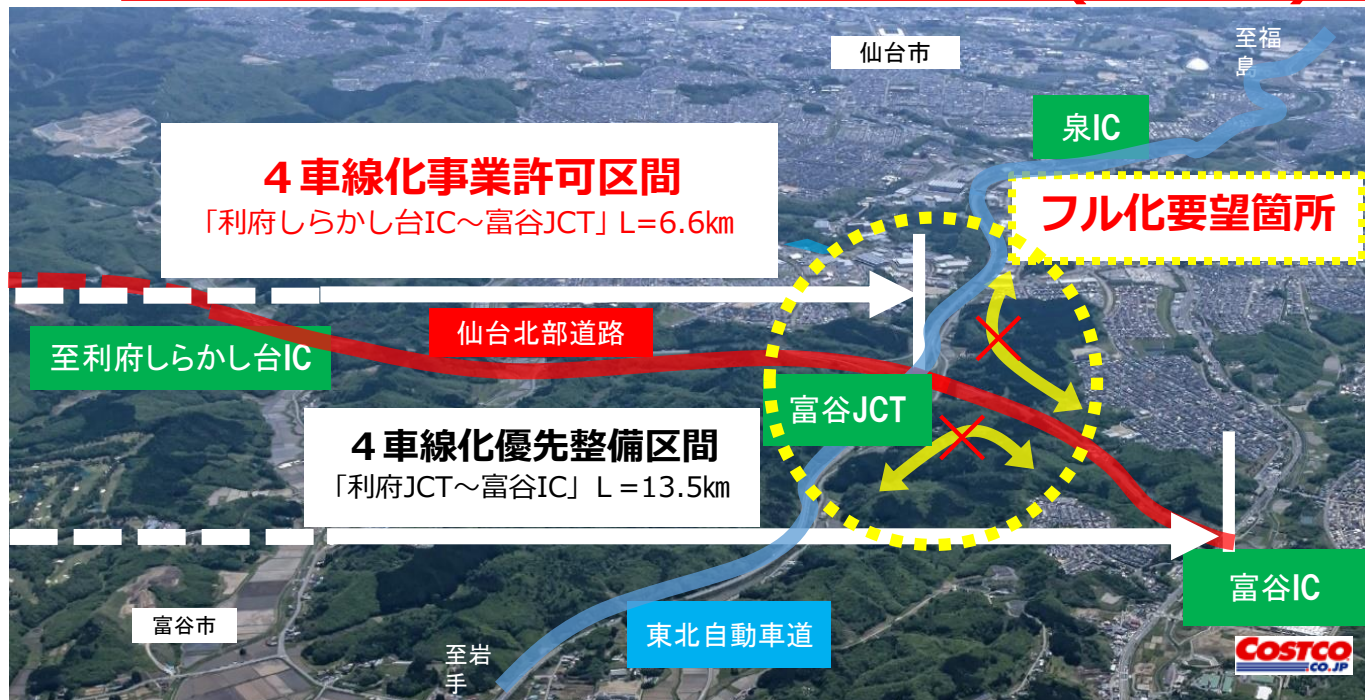 仙台市
至福
島
泉IC
４車線化事業許可区間
「利府しらかし台IC～富谷JCT」L=6.6㎞
フル化要望箇所
仙台北部道路
至利府しらかし台IC
富谷JCT
４車線化優先整備区間
「利府JCT～富谷IC」L=13.5㎞
富谷IC
富谷市
東北自動車道
至岩
手
COSTCO
CO.JP